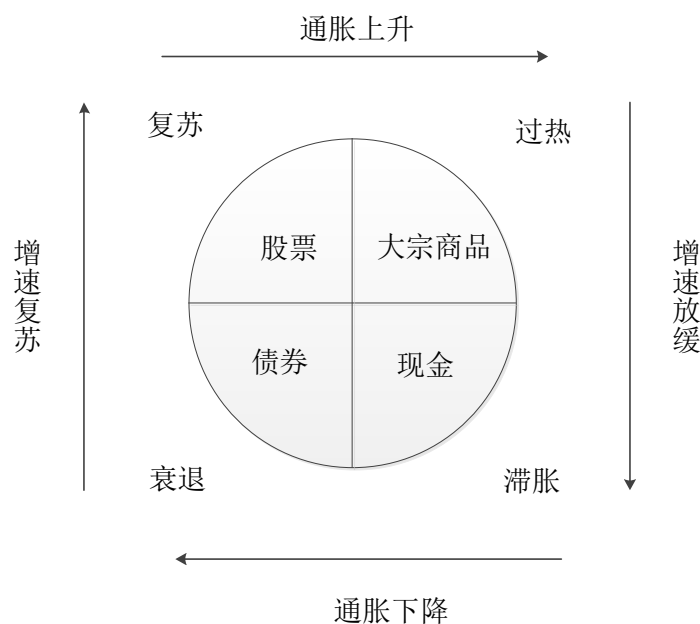 通胀上升
复苏
过热
股票
大宗商品
增速复苏
增速放缓
债券
现金
衰退
滞胀
通胀下降